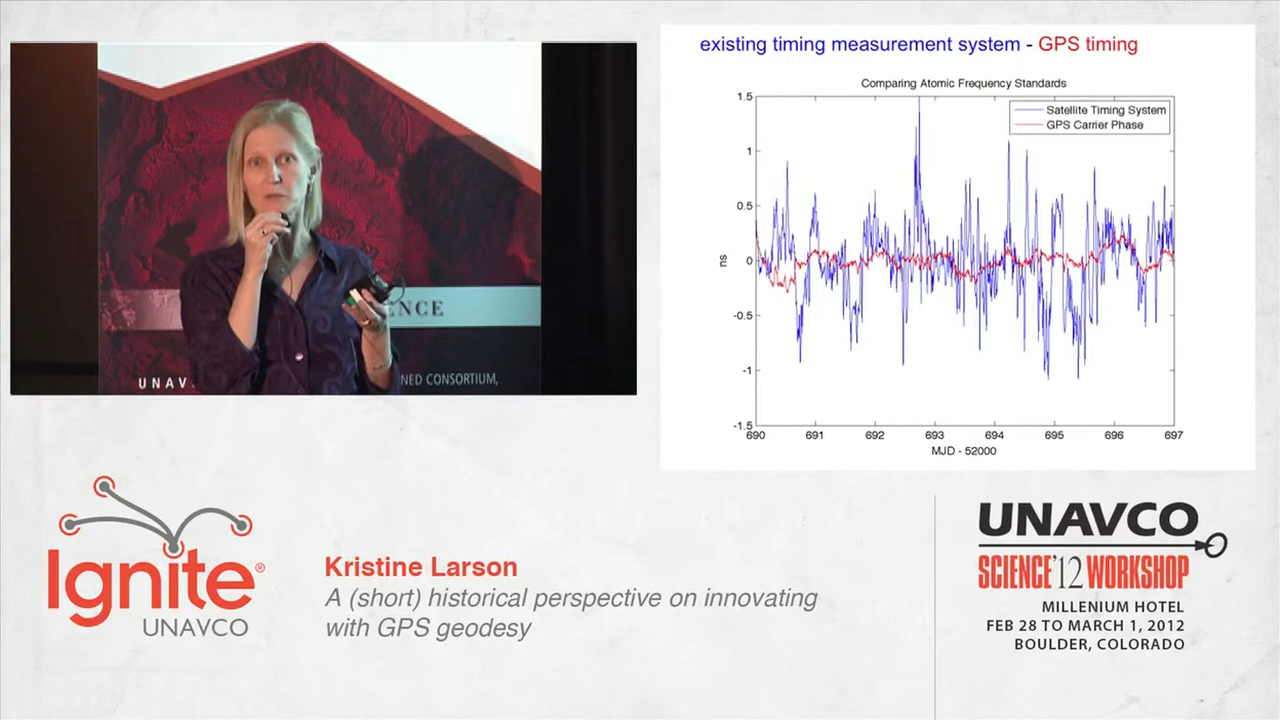 existing timing measurement system - GPS timing
Comparing Atomic Frequency Standards
Satellite Timing System
GPS Carrier Phase
1.5
1
0.5
0
-0.5
-1
-1.5
ns
690 691 692 693 694 695 696 697
MJD - 52000
ENCE
UNAV
NED CONSORTIUM,
Ignite®
UNAVCO
Kristine Larson
A (short) historical perspective on innovating
with GPS geodesy
UNAVCO
SCIENCE'12 WORKSHOP
MILLENIUM HOTEL
FEB 28 TO MARCH 1, 2012
BOULDER, COLORADO